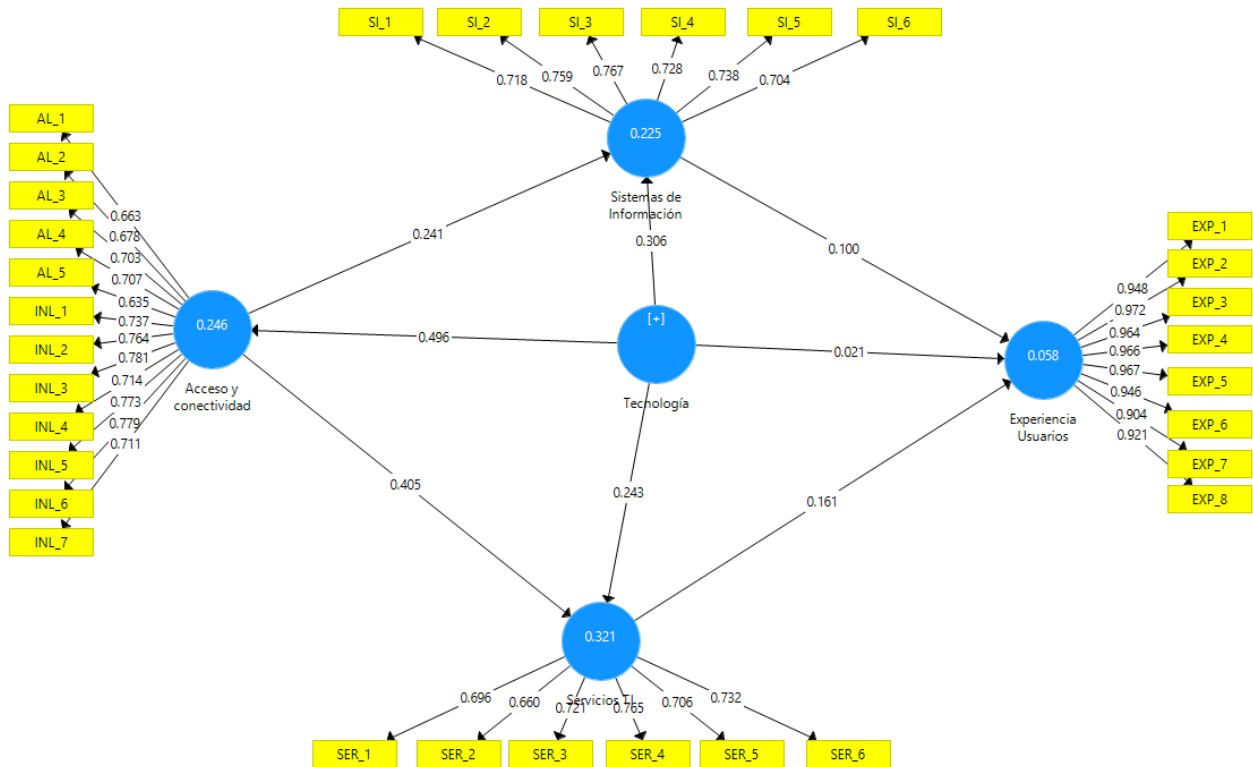 SI_1
SI_2
SI_3
SI_4
SI_5
SI_6
0.718
0.759
0.767
0.728
0.738
0.704
0.225
Sistemas de
Información
AL_1
AL_2
AL_3
AL_4
AL_5
INL_1
INL_2
INL_3
INL_4
INL_5
INL_6
INL_7
0.663
0.678
0.703
0.707
0.635
0.737
0.764
0.781
0.714
0.773
0.779
0.711
0.246
Acceso y
conectividad
0.241
0.306
0.100
[+]
Tecnología
0.496
0.021
0.405
0.243
0.161
0.058
Experiencia
Usuarios
0.948
0.972
0.964
0.966
0.967
0.946
0.904
0.921
EXP_1
EXP_2
EXP_3
EXP_4
EXP_5
EXP_6
EXP_7
EXP_8
0.321
Servicios T.I.
0.696
0.660
0.721
0.765
0.706
0.732
SER_1
SER_2
SER_3
SER_4
SER_5
SER_6